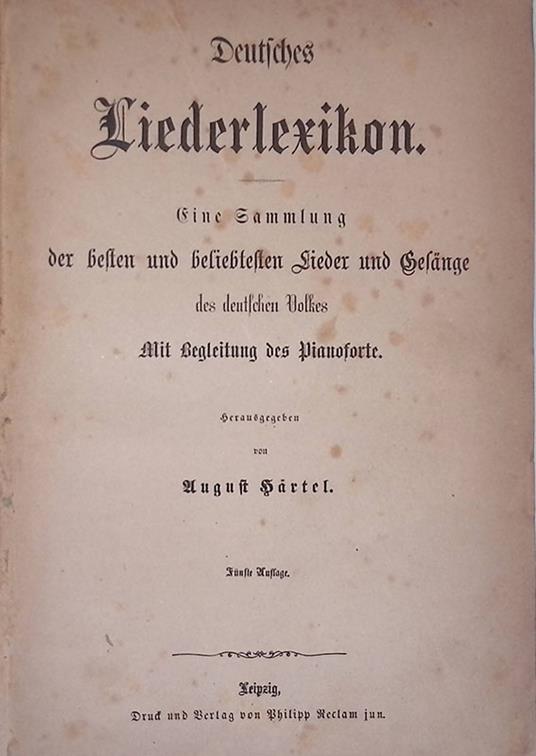 Deutſches
Liederlexikon.
Eine Sammlung
der beſten und beliebteſten Lieder und Geſänge
des deutſchen Volkes
Mit Begleitung des Pianoforte.
Herausgegeben
von
Auguſt Härtel.
Fünfte Auflage.
Leipzig,
Druck und Verlag von Philipp Reclam jun.